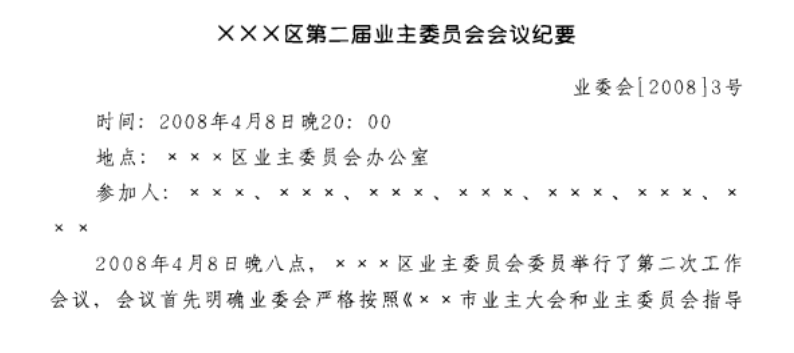 ×××区第二届业主委员会会议纪要
业委会[2008]3号
时间：2008年4月8日晚20：00
地点：×××区业主委员会办公室
参加人：×××、×××、×××、×××、×××、×××、×
××
2008年4月8日晚八点，×××区业主委员会委员举行了第二次工作
会议，会议首先明确业委会严格按照《××市业主大会和业主委员会指导